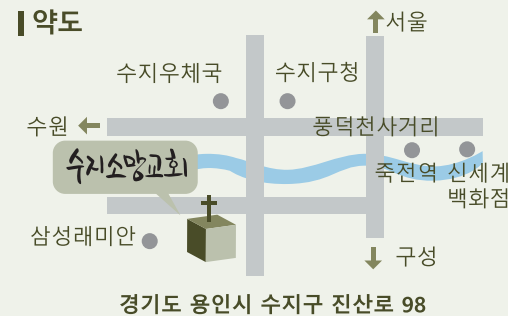 약도
서울
수지우체국
수지구청
수원
풍덕천사거리
수지소망교회
죽전역
신세계
백화점
삼성래미안
구성
경기도 용인시 수지구 진산로 98